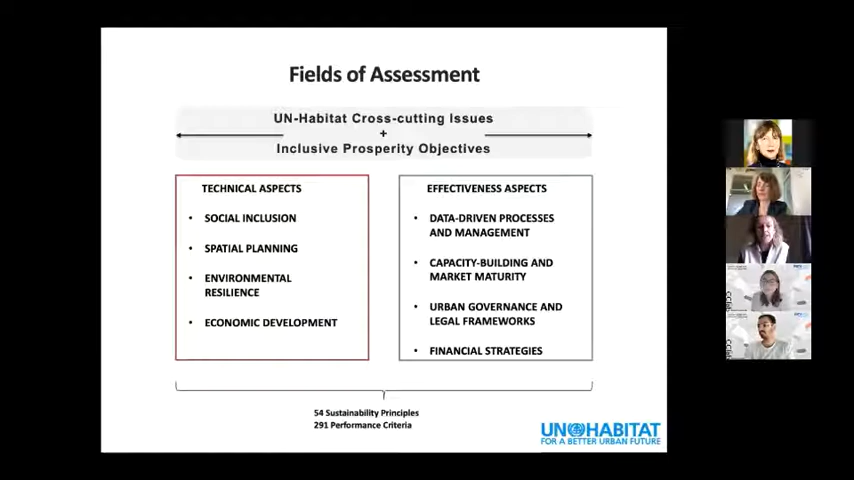 Fields of Assessment
UN-Habitat Cross-cutting Issues
+
Inclusive Prosperity Objectives
TECHNICAL ASPECTS
• SOCIAL INCLUSION
• SPATIAL PLANNING
• ENVIRONMENTAL
RESILIENCE
• ECONOMIC DEVELOPMENT
EFFECTIVENESS ASPECTS
• DATA-DRIVEN PROCESSES
AND MANAGEMENT
• CAPACITY-BUILDING AND
MARKET MATURITY
• URBAN GOVERNANCE AND
LEGAL FRAMEWORKS
• FINANCIAL STRATEGIES
54 Sustainability Principles
291 Performance Criteria
UN HABITAT
FOR A BETTER URBAN FUTURE